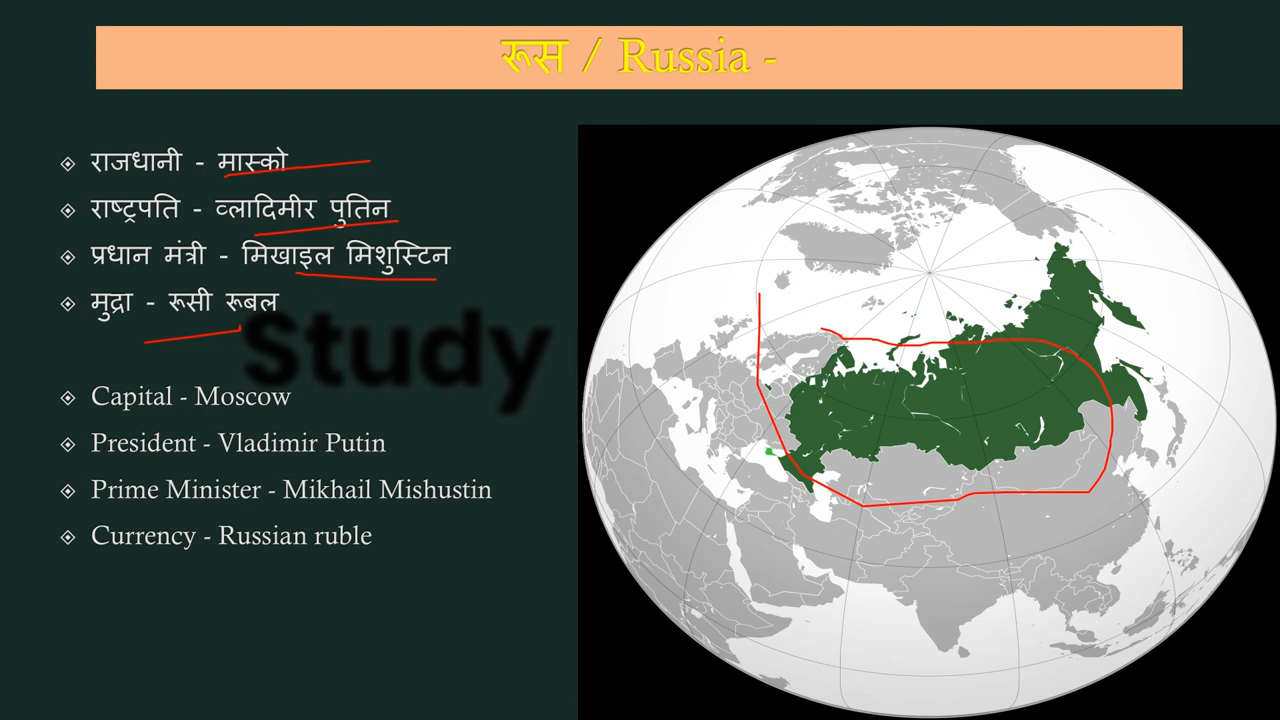 रूस / Russia -
राजधानी - मास्को
राष्ट्रपति - व्लादिमीर पुतिन
प्रधान मंत्री - मिखाइल मिशुस्टिन
मुद्रा - रूसी रूबल
Study
Capital - Moscow
President - Vladimir Putin
Prime Minister - Mikhail Mishustin
Currency - Russian ruble